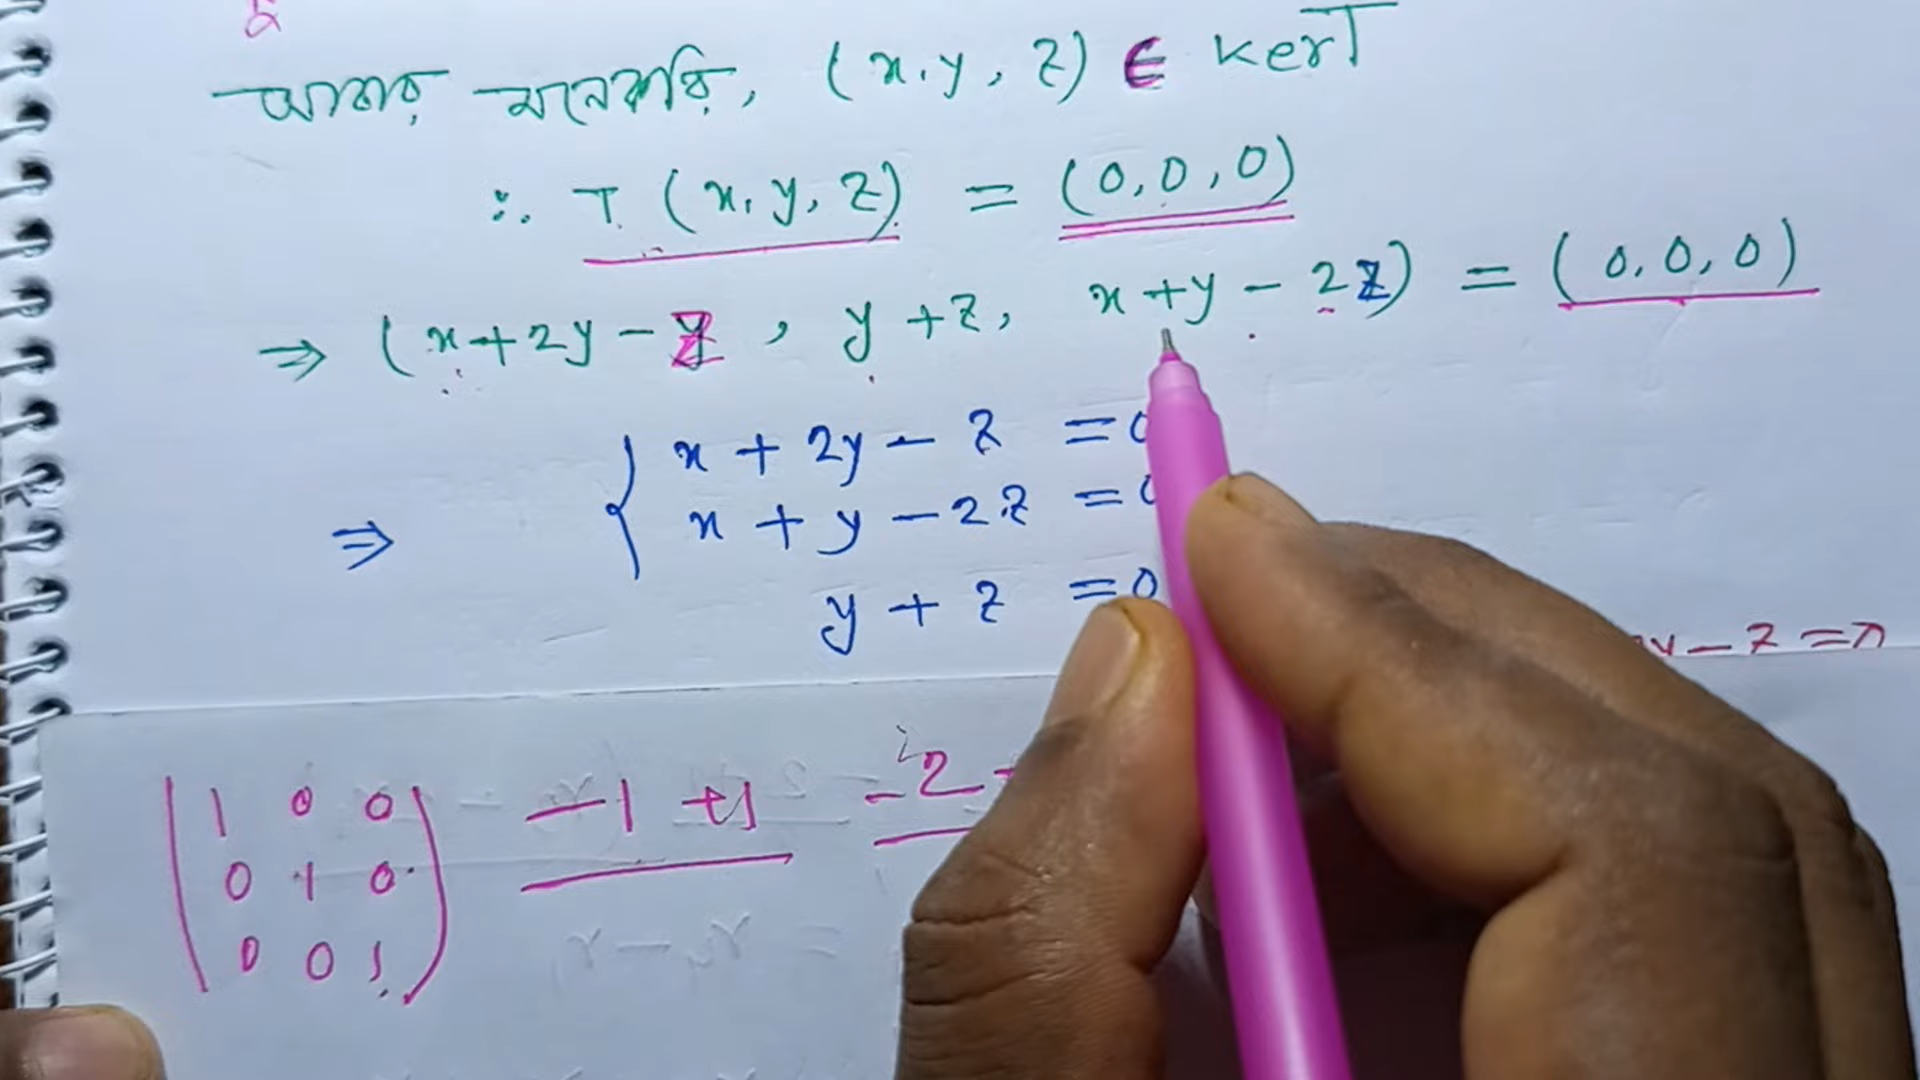 আবার মনেকরি, (x, y, z) ∈ KerT
∴ T (x, y, z) = (0, 0, 0)
⇒ (x+2y-z, y+z, x+y-2z) = (0, 0, 0)
x + 2y - z = 0
⇒ { x + y - 2z = 0
y + z = 0
y - z =
1 0 0 -1 +1 -2
0 1 0
0 0 1